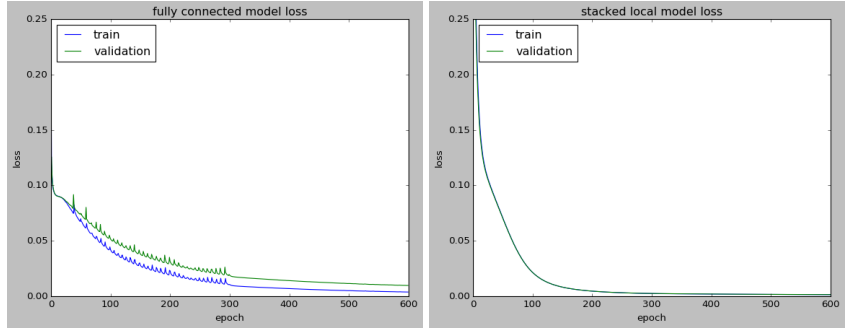 fully connected model loss
0.25
0.20
0.15
0.10
0.05
0.00
loss
train
validation
0 100 200 300 400 500 600
epoch
stacked local model loss
0.25
0.20
0.15
0.10
0.05
0.00
loss
train
validation
0 100 200 300 400 500 600
epoch